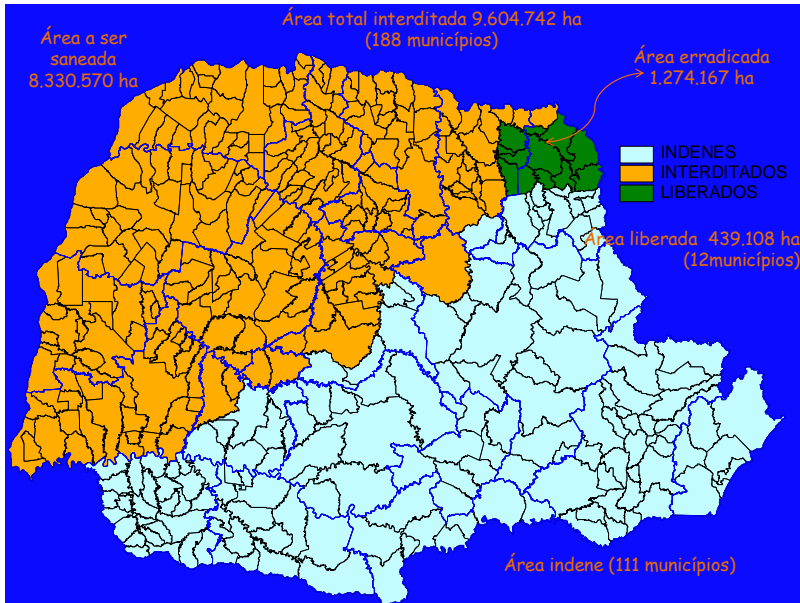 Área total interditada 9.604.742 ha
(188 municípios)
Área a ser
saneada
8.330.570 ha
Área erradicada
1.274.167 ha
INDENES
INTERDITADOS
LIBERADOS
Área liberada 439.108 ha
(12municípios)
Área indene (111 municípios)